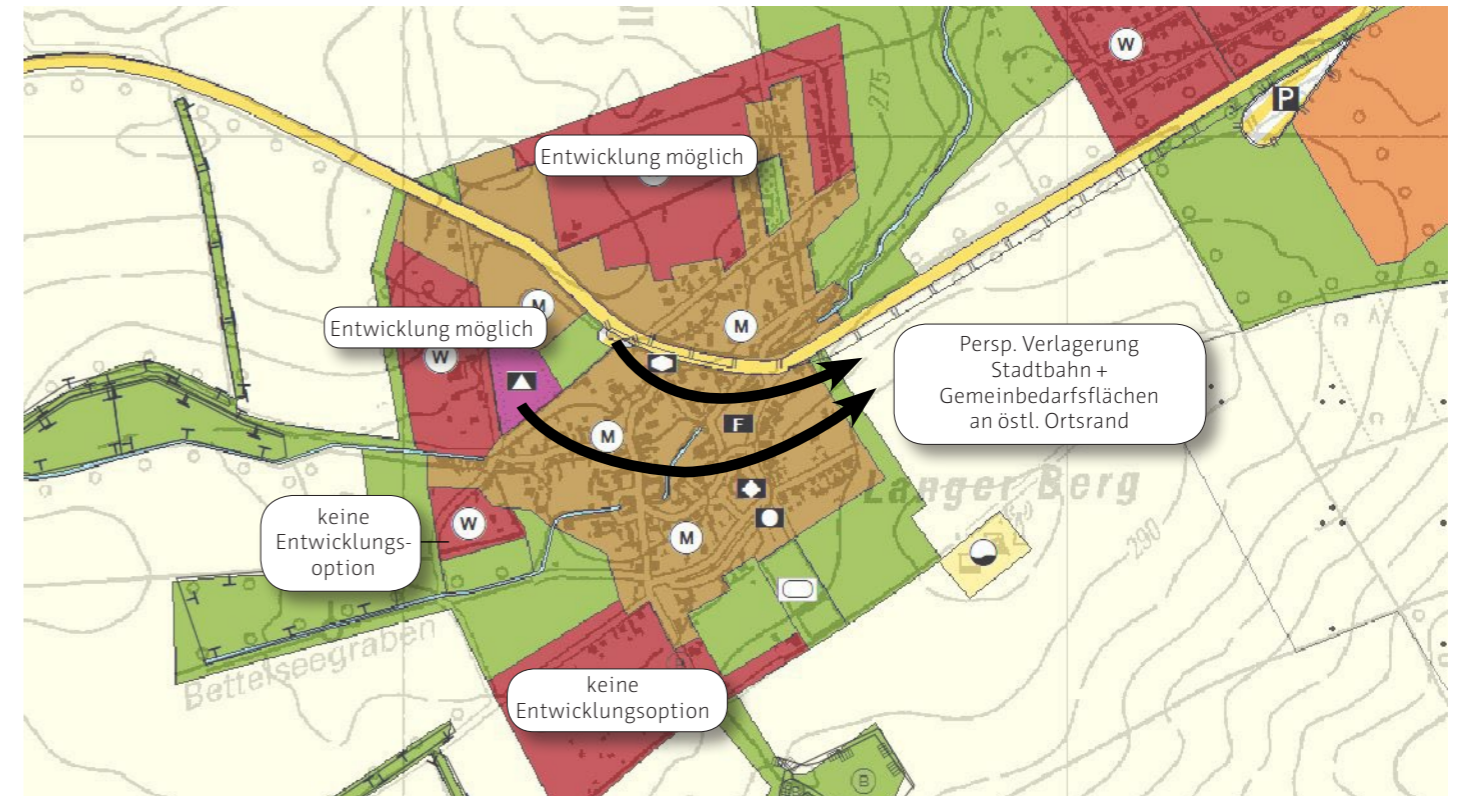 W
P
275
Entwicklung möglich
M
Entwicklung möglich
M
W
Persp. Verlagerung
Stadtbahn +
Gemeinbedarfsflächen
an östl. Ortsrand
F
M
Langer Berg
keine
Entwicklungs-
option
W
M
290
Bettelseegraben
keine
Entwicklungsoption
B